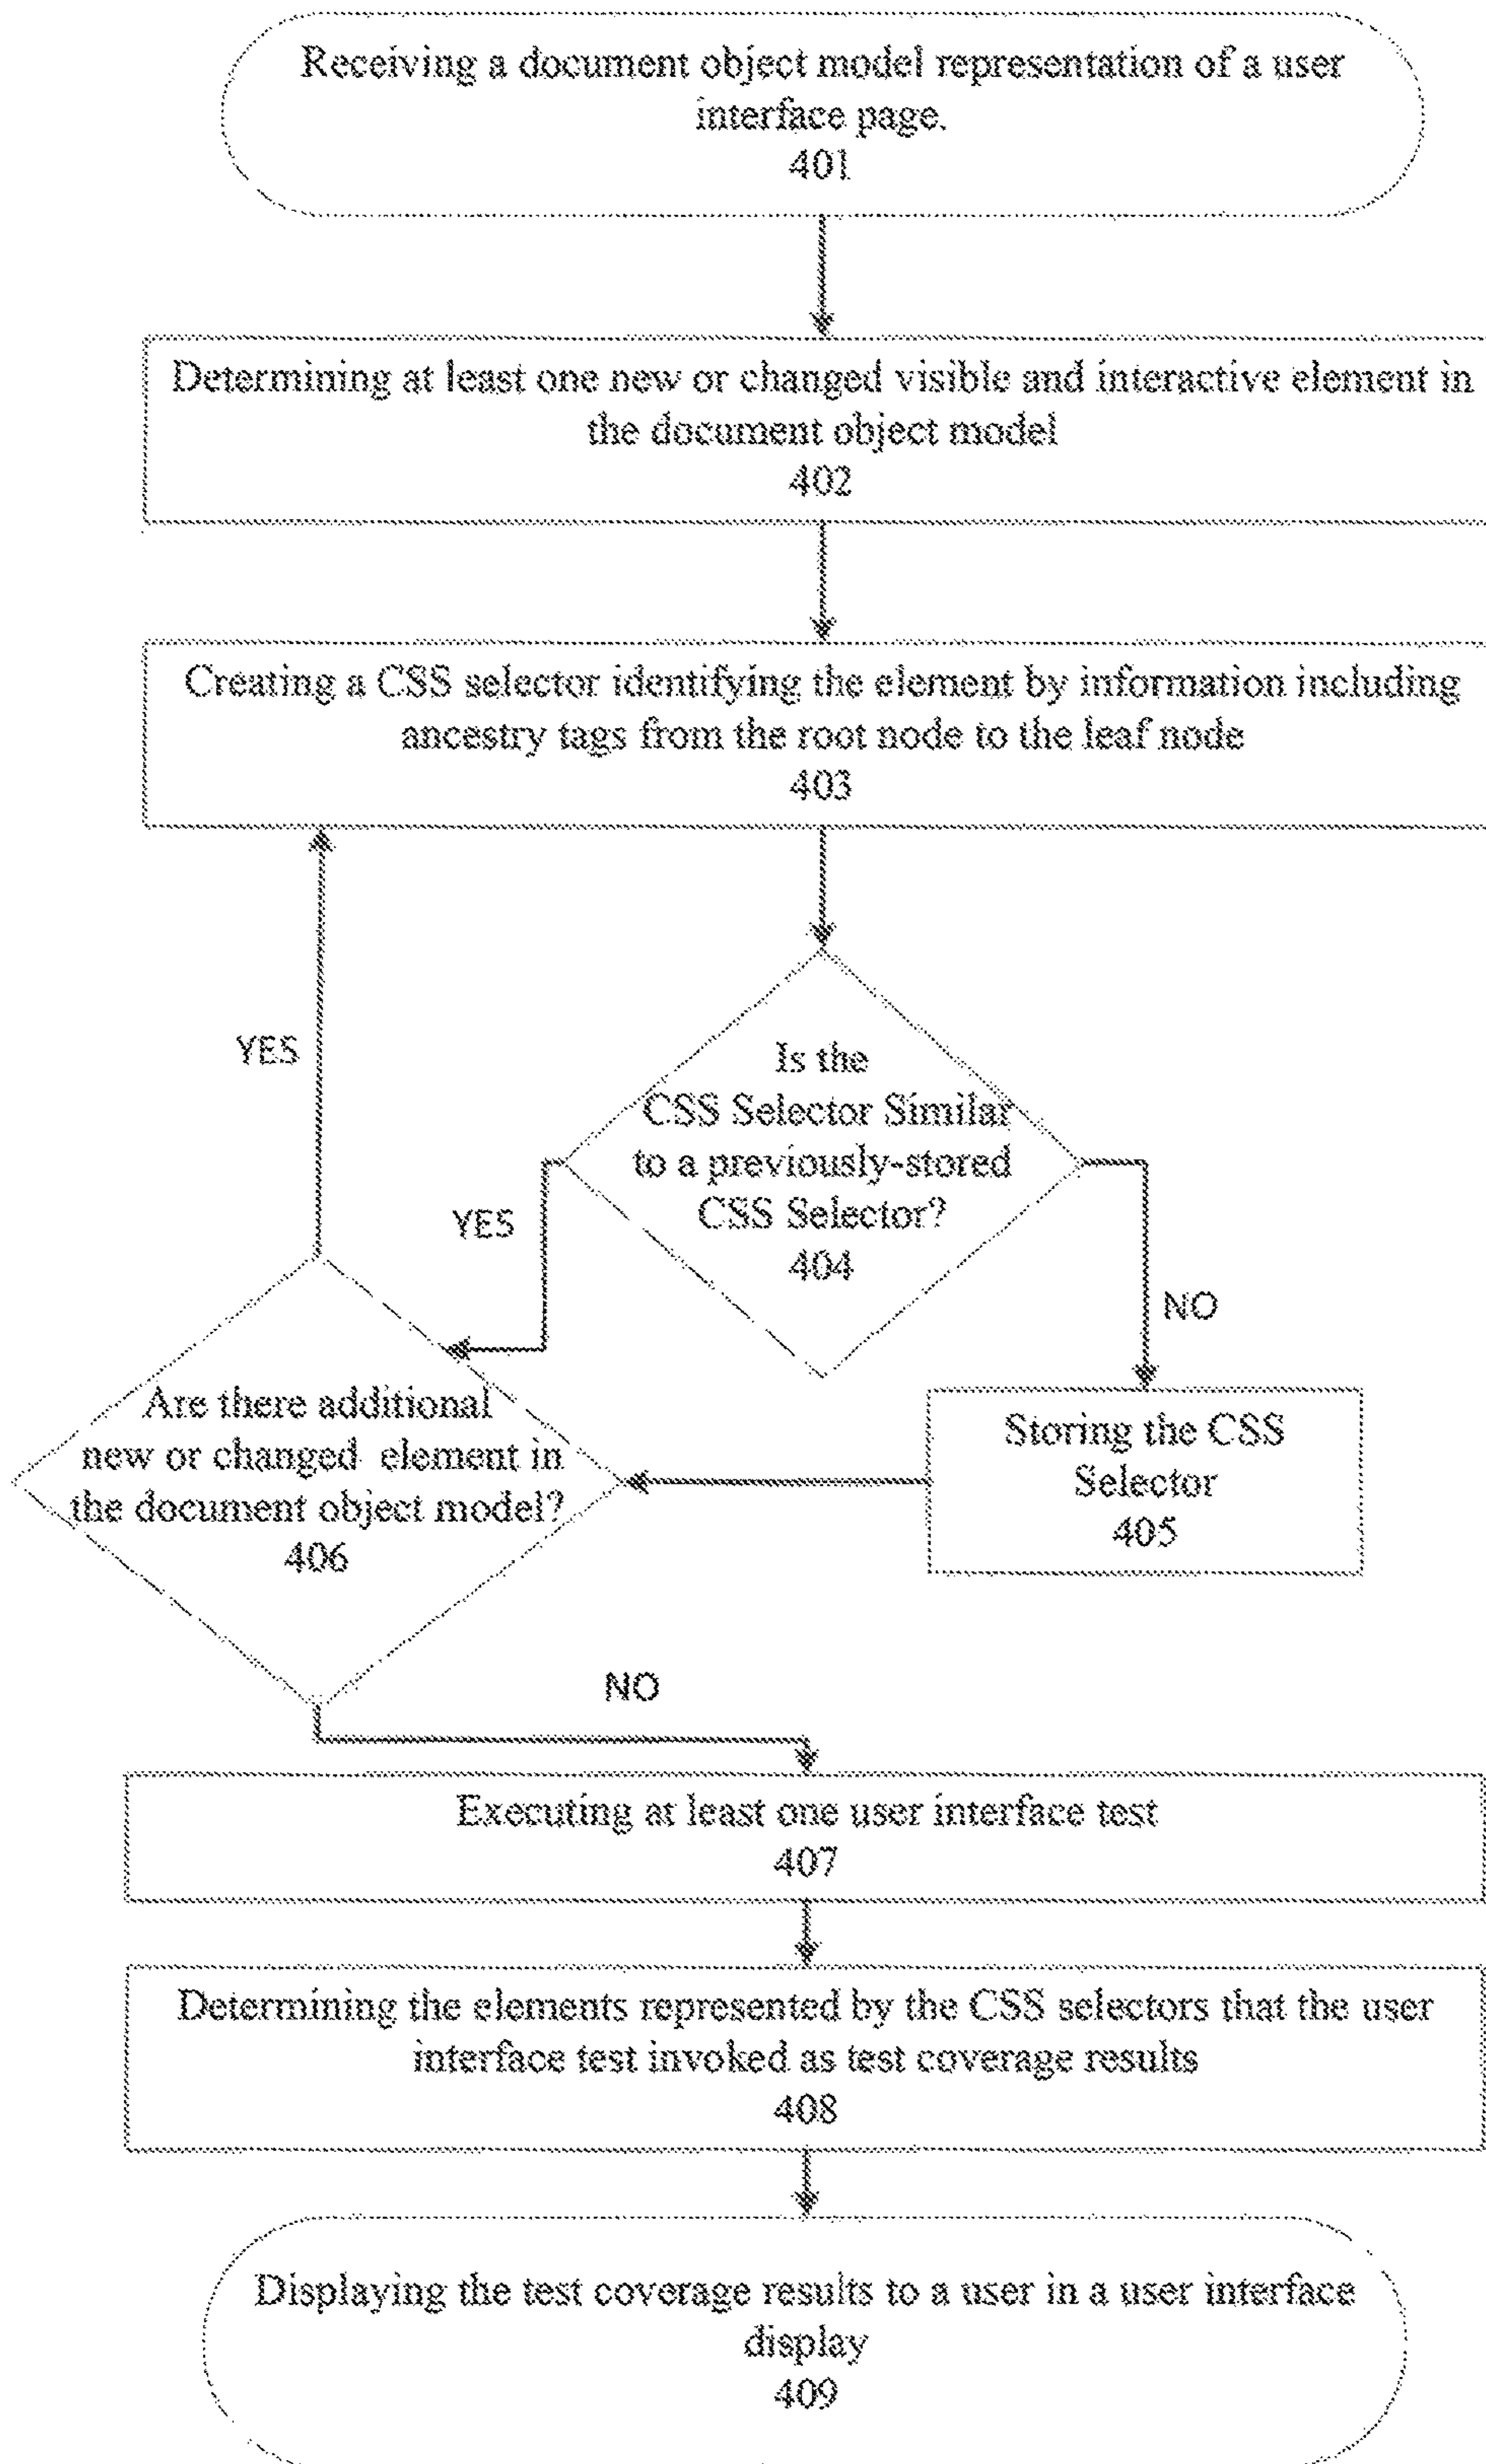 Receiving a document object model representation of a user
interface page.
401
Determining at least one new or changed visible and interactive element in
the document object model
402
Creating a CSS selector identifying the element by information including
ancestry tags from the root node to the leaf node
403
YES
Is the
CSS Selector Similar
to a previously-stored
CSS Selector?
404
YES
NO
Are there additional
new or changed element in
the document object model?
406
Storing the CSS
Selector
405
NO
Executing at least one user interface test
407
Determining the elements represented by the CSS selectors that the user
interface test invoked as test coverage results
408
Displaying the test coverage results to a user in a user interface
display
409